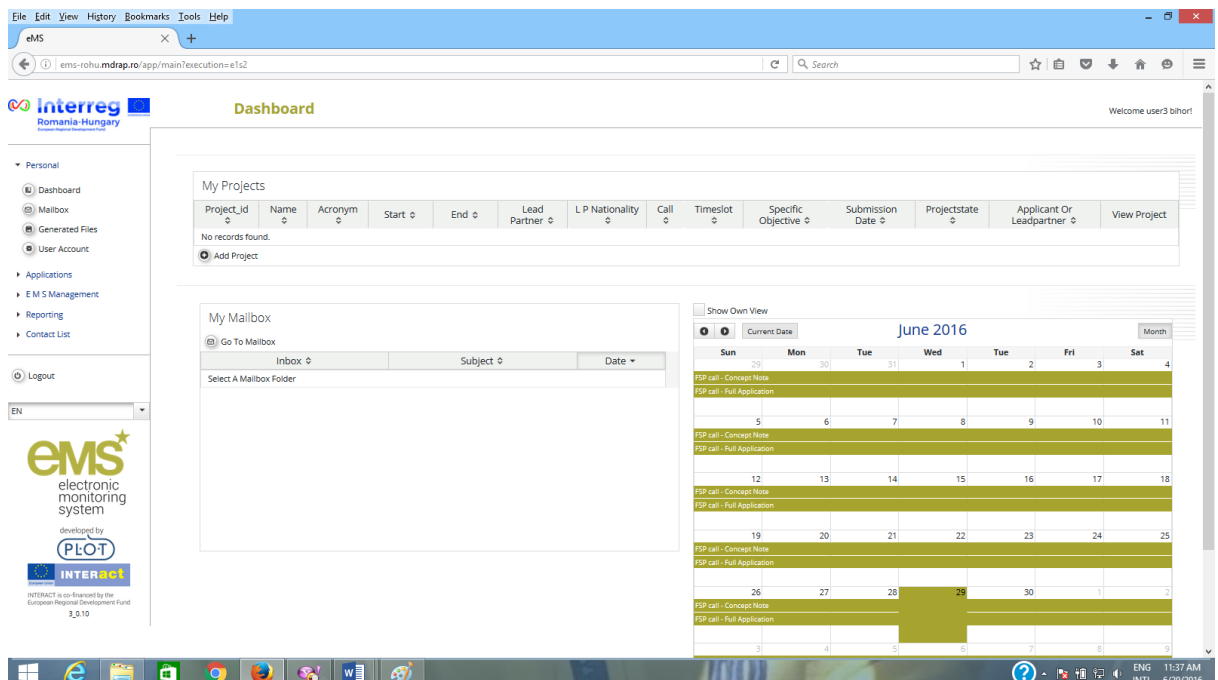 File Edit View History Bookmarks Tools Help
eMS
ems-rohu.mdrap.ro/app/main?execution=e1s2
Search
Interreg
Romania-Hungary
European Regional Development Fund
Dashboard
Welcome user3 bihor!
Personal
Dashboard
Mailbox
Generated Files
User Account
Applications
E M S Management
Reporting
Contact List
Logout
EN
eMS
electronic
monitoring
system
developed by
PLOT
INTERact
INTERACT is co-financed by the
European Regional Development Fund
3_0.10
My Projects
Project_id Name Acronym Start End Lead Partner L P Nationality Call Timeslot Specific Objective Submission Date Projectstate Applicant Or Leadpartner View Project
No records found.
Add Project
My Mailbox
Go To Mailbox
Inbox Subject Date
Select A Mailbox Folder
Show Own View
Current Date June 2016 Month
Sun Mon Tue Wed Tue Fri Sat
29 30 31 1 2 3 4
FSP call - Concept Note
FSP call - Full Application
5 6 7 8 9 10 11
FSP call - Concept Note
FSP call - Full Application
12 13 14 15 16 17 18
FSP call - Concept Note
FSP call - Full Application
19 20 21 22 23 24 25
FSP call - Concept Note
FSP call - Full Application
26 27 28 29 30 1 2
FSP call - Concept Note
FSP call - Full Application
3 4 5 6 7 8 9
ENG 11:37 AM
INTL 6/29/2016